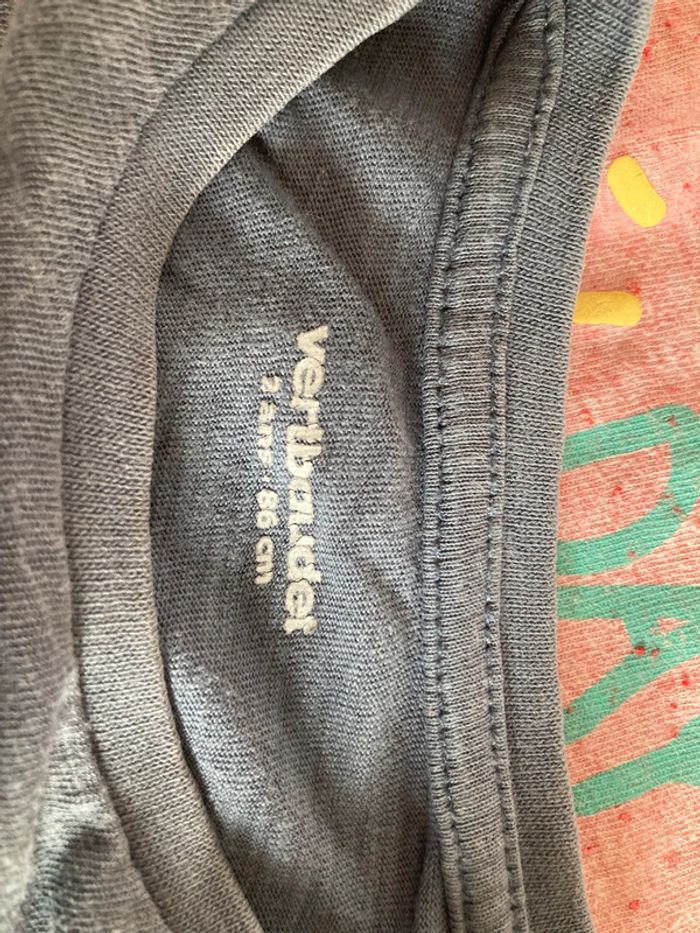 vertbaudet
2 ans - 86 cm